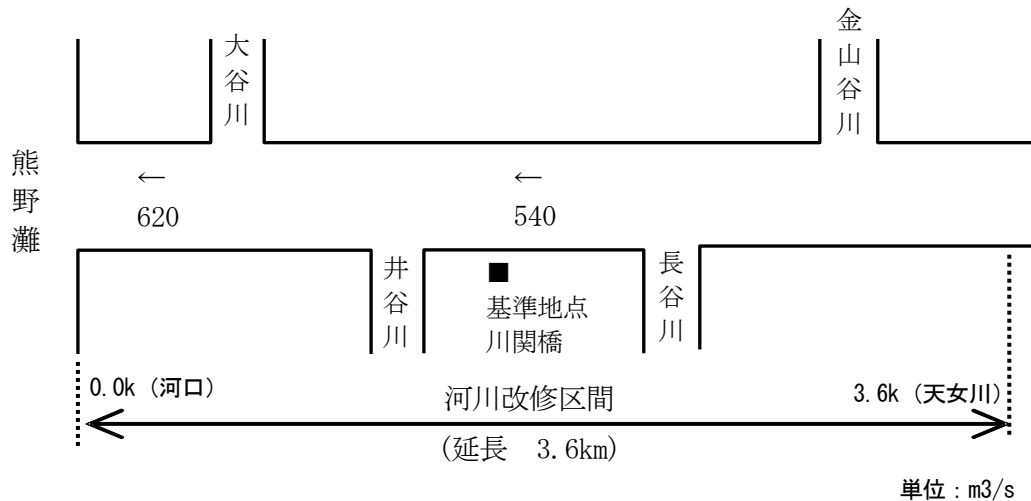 大谷川
金山谷川
熊野灘
←
620
←
540
井谷川
■
基準地点
川関橋
長谷川
0.0k（河口）
河川改修区間
3.6k（天女川）
(延長　3.6km)
単位：m3/s